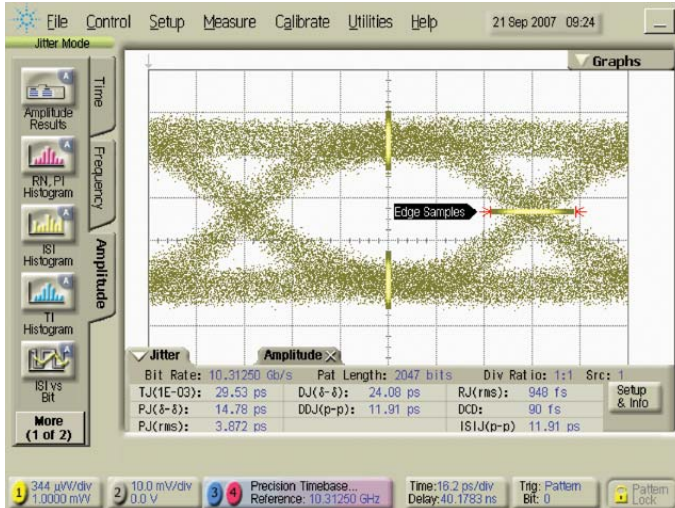 File Control Setup Measure Calibrate Utilities Help 21 Sep 2007 09:24
Jitter Mode
Graphs
Amplitude
Results
RN, PI
Histogram
ISI
Histogram
TI
Histogram
ISI vs
Bit
More
(1 of 2)
Time
Frequency
Amplitude
Edge Samples
Jitter Amplitude
Bit Rate: 10.31250 Gb/s Pat Length: 2047 bits Div Ratio: 1:1 Src: 1
TJ(1E-03): 29.53 ps DJ(δ-δ): 24.08 ps RJ(rms): 948 fs
PJ(δ-δ): 14.78 ps DDJ(p-p): 11.91 ps DCD: 90 fs
PJ(rms): 3.872 ps ISIJ(p-p) 11.91 ps
Setup
& Info
1 344 µW/div
1.0000 mW
2 10.0 mV/div
0.0 V
3 4 Precision Timebase...
Reference: 10.31250 GHz
Time:16.2 ps/div
Delay:40.1783 ns
Trig: Pattern
Bit: 0
Pattern
Lock